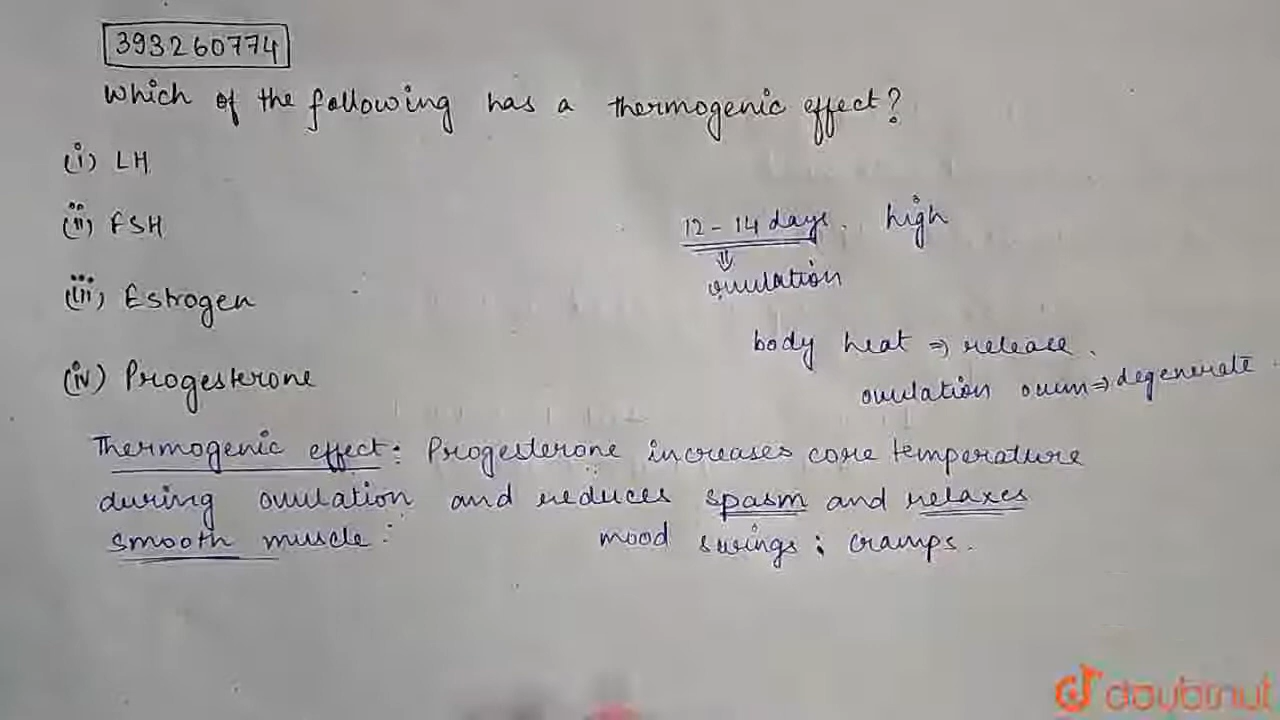 393260774
Which of the following has a thermogenic effect?
(i) LH
(ii) FSH
12-14 days. high
⇓
ovulation
(iii) Estrogen
body heat ⇒ release.
(iv) Progesterone
ovulation ovum ⇒ degenerate.
Thermogenic effect: Progesterone increases core temperature
during ovulation and reduces spasm and relaxes
smooth muscle:
mood swings; cramps.
doubtnut